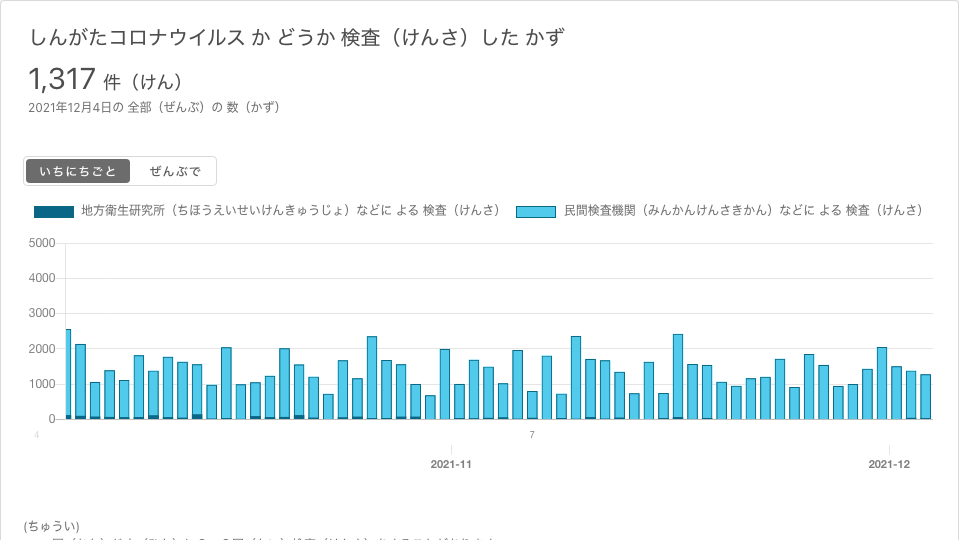 しんがたコロナウイルス か どうか 検査（けんさ）した かず
1,317 件（けん）
2021年12月4日の 全部（ぜんぶ）の 数（かず）
いちにちごと ぜんぶで
地方衛生研究所（ちほうえいせいけんきゅうじょ）などに よる 検査（けんさ） 民間検査機関（みんかんけんさきかん）などに よる 検査（けんさ）
5000
4000
3000
2000
1000
0
4 7
2021-11 2021-12
(ちゅうい)